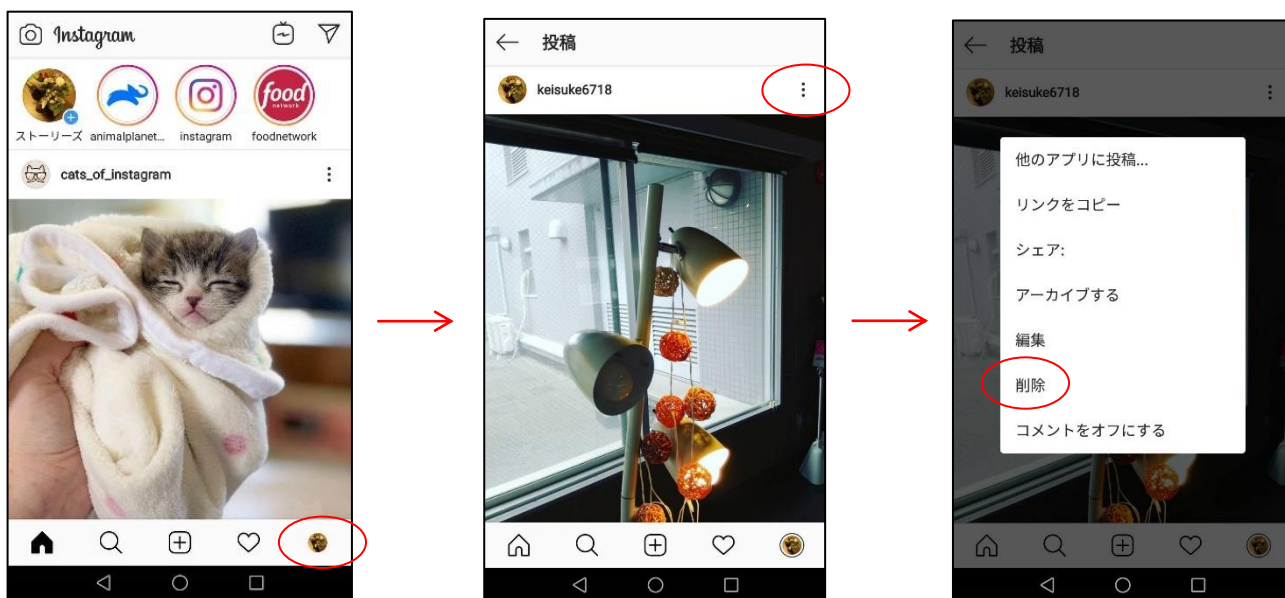 Instagram
food
network
ストーリーズ
animalplanet...
instagram
foodnetwork
cats_of_instagram
投稿
keisuke6718
投稿
keisuke6718
他のアプリに投稿...
リンクをコピー
シェア:
アーカイブする
編集
削除
コメントをオフにする